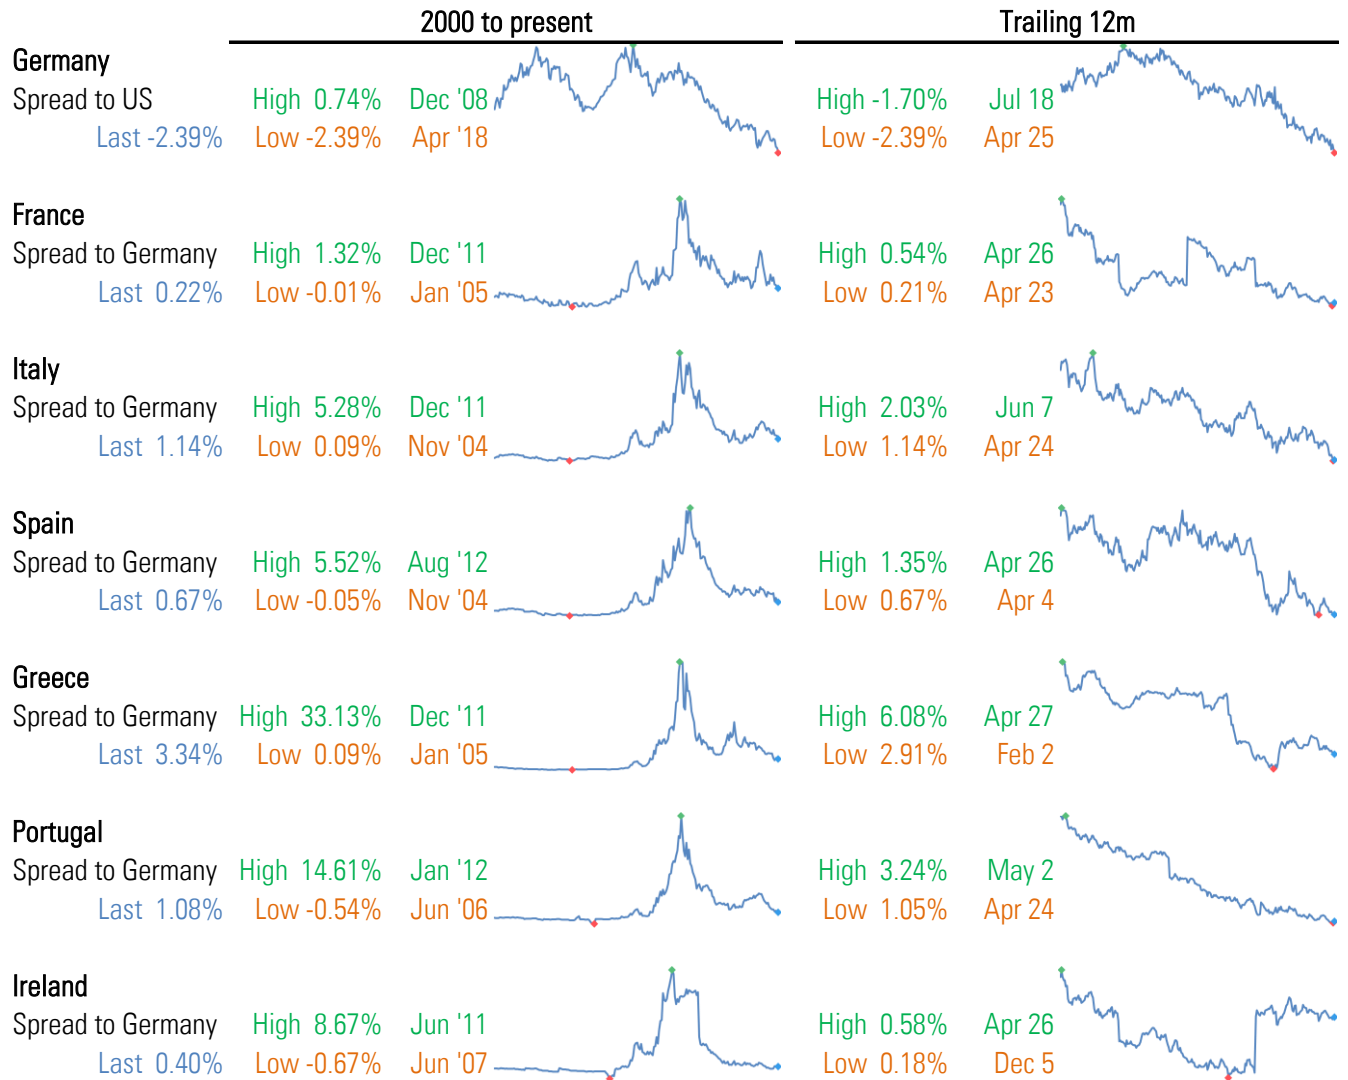 2000 to present Trailing 12m
Germany
Spread to US High 0.74% Dec '08 High -1.70% Jul 18
Last -2.39% Low -2.39% Apr '18 Low -2.39% Apr 25
France
Spread to Germany High 1.32% Dec '11 High 0.54% Apr 26
Last 0.22% Low -0.01% Jan '05 Low 0.21% Apr 23
Italy
Spread to Germany High 5.28% Dec '11 High 2.03% Jun 7
Last 1.14% Low 0.09% Nov '04 Low 1.14% Apr 24
Spain
Spread to Germany High 5.52% Aug '12 High 1.35% Apr 26
Last 0.67% Low -0.05% Nov '04 Low 0.67% Apr 4
Greece
Spread to Germany High 33.13% Dec '11 High 6.08% Apr 27
Last 3.34% Low 0.09% Jan '05 Low 2.91% Feb 2
Portugal
Spread to Germany High 14.61% Jan '12 High 3.24% May 2
Last 1.08% Low -0.54% Jun '06 Low 1.05% Apr 24
Ireland
Spread to Germany High 8.67% Jun '11 High 0.58% Apr 26
Last 0.40% Low -0.67% Jun '07 Low 0.18% Dec 5